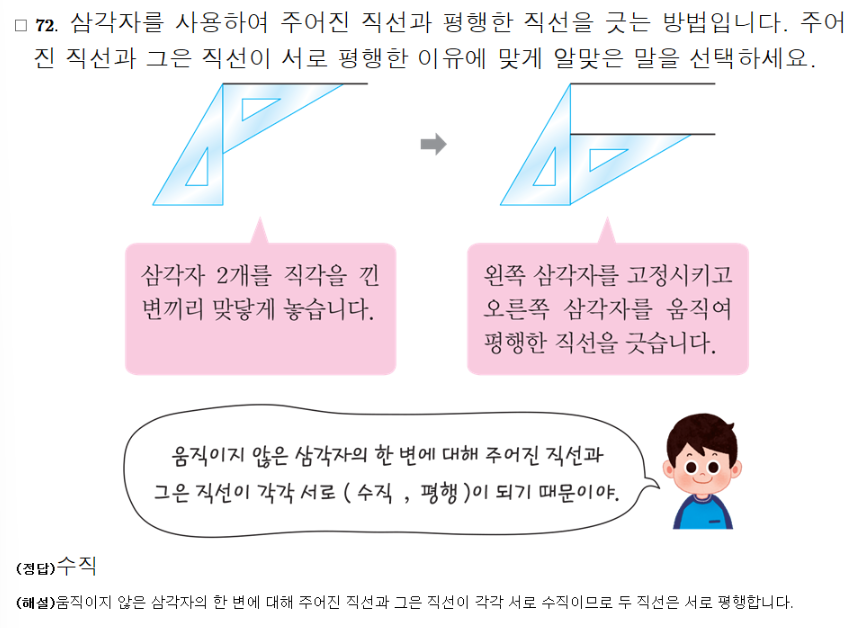 □ 72. 삼각자를 사용하여 주어진 직선과 평행한 직선을 긋는 방법입니다. 주어
진 직선과 그은 직선이 서로 평행한 이유에 맞게 알맞은 말을 선택하세요.
삼각자 2개를 직각을 낀
변끼리 맞닿게 놓습니다.
왼쪽 삼각자를 고정시키고
오른쪽 삼각자를 움직여
평행한 직선을 긋습니다.
움직이지 않은 삼각자의 한 변에 대해 주어진 직선과
그은 직선이 각각 서로 ( 수직 , 평행 )이 되기 때문이야.
(정답)수직
(해설)움직이지 않은 삼각자의 한 변에 대해 주어진 직선과 그은 직선이 각각 서로 수직이므로 두 직선은 서로 평행합니다.